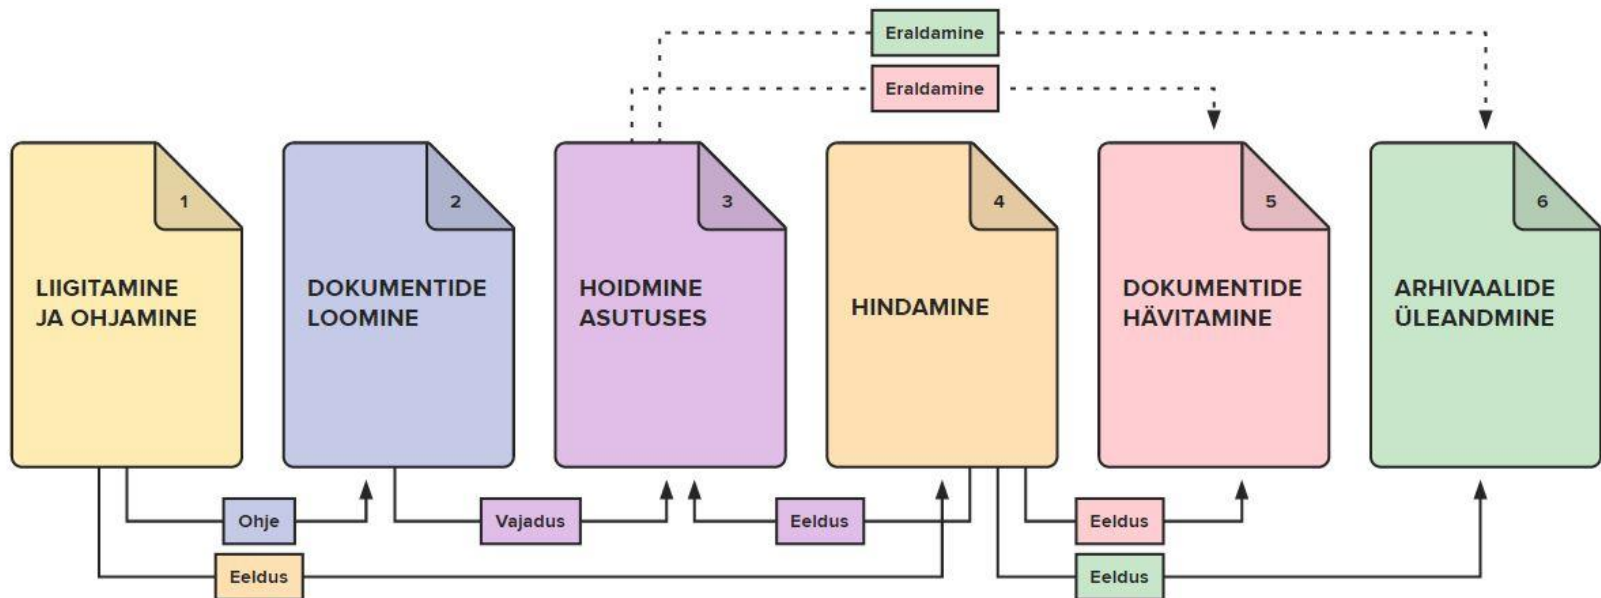 Eraldamine
Eraldamine
1
2
3
4
5
6
LIIGITAMINE
JA OHJAMINE
DOKUMENTIDE
LOOMINE
HOIDMINE
ASUTUSES
HINDAMINE
DOKUMENTIDE
HÄVITAMINE
ARHIVAALIDE
ÜLEANDMINE
Ohje
Vajadus
Eeldus
Eeldus
Eeldus
Eeldus